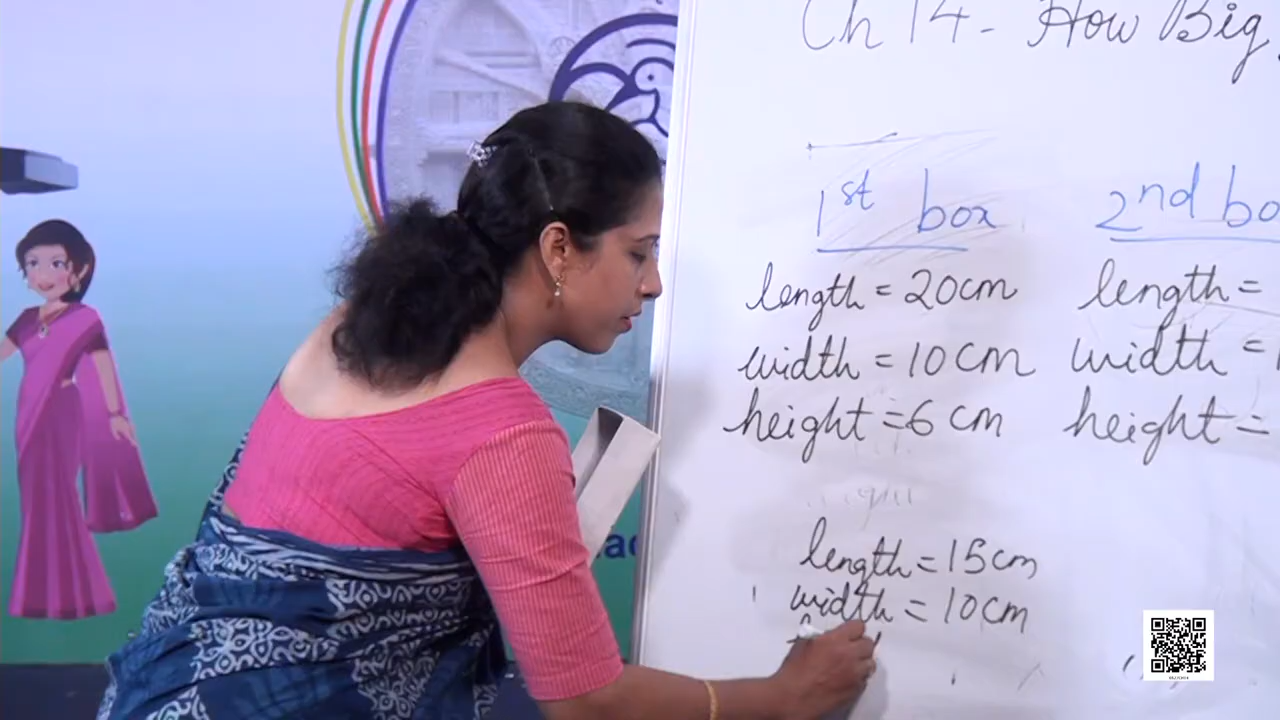 Ch 14 - How Big
1st box
length = 20cm
width = 10 cm
height = 6 cm
2nd bo
length =
width =
height =
length = 15cm
width = 10cm